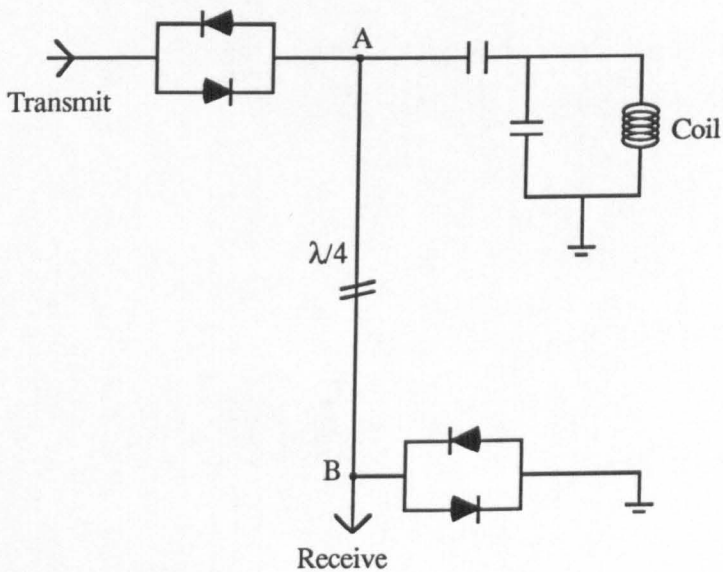 A
Transmit
Coil
λ/4
B
Receive